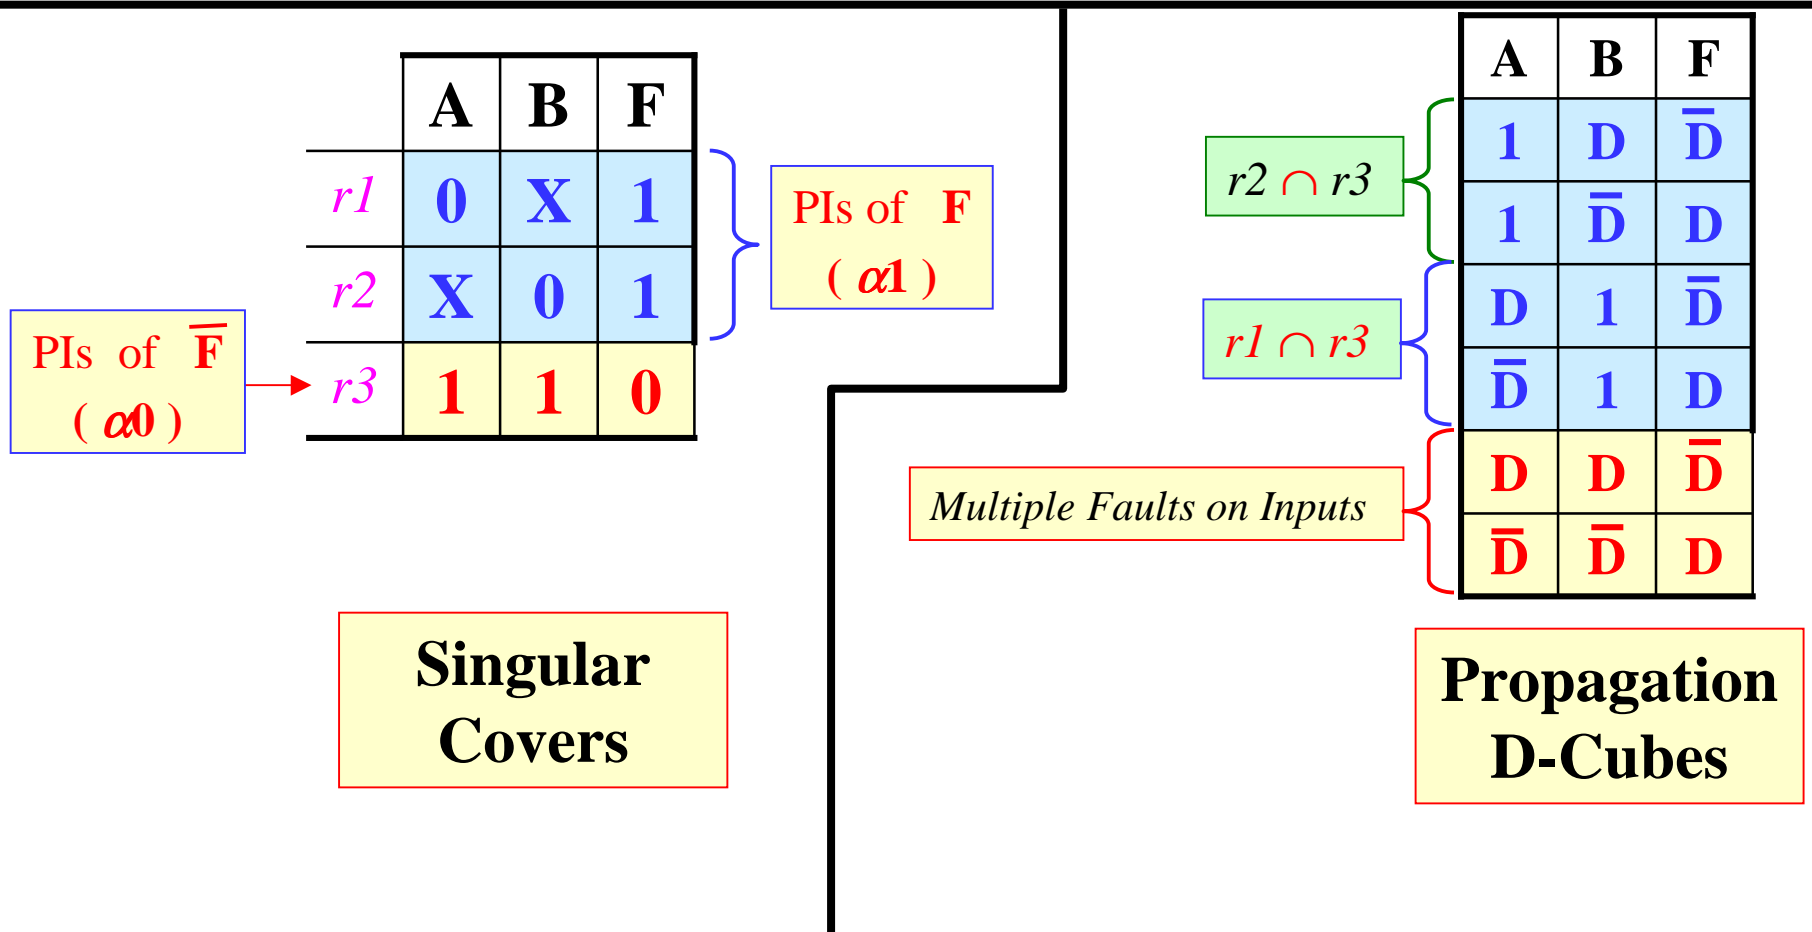 A B F
r1 0 X 1
r2 X 0 1
r3 1 1 0
PIs of F
( α1 )
PIs of F̅
( α0 )
Singular
Covers
A B F
1 D D̅
1 D̅ D
D 1 D̅
D̅ 1 D
D D D̅
D̅ D̅ D
r2 ∩ r3
r1 ∩ r3
Multiple Faults on Inputs
Propagation
D-Cubes